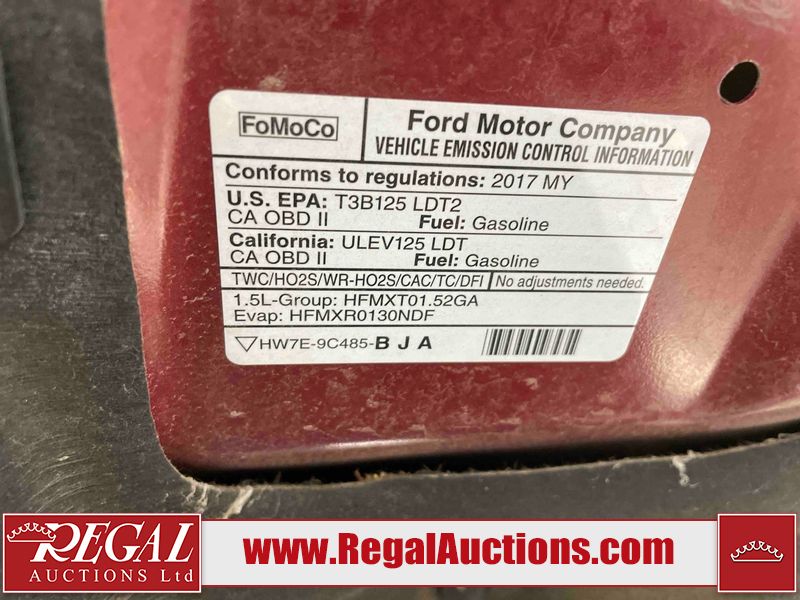 FoMoCo
Ford Motor Company
VEHICLE EMISSION CONTROL INFORMATION
Conforms to regulations: 2017 MY
U.S. EPA: T3B125 LDT2
CA OBD II Fuel: Gasoline
California: ULEV125 LDT
CA OBD II Fuel: Gasoline
TWC/HO2S/WR-HO2S/CAC/TC/DFI No adjustments needed.
1.5L-Group: HFMXT01.52GA
Evap: HFMXR0130NDF
HW7E-9C485-B J A
REGAL
AUCTIONS Ltd
www.RegalAuctions.com